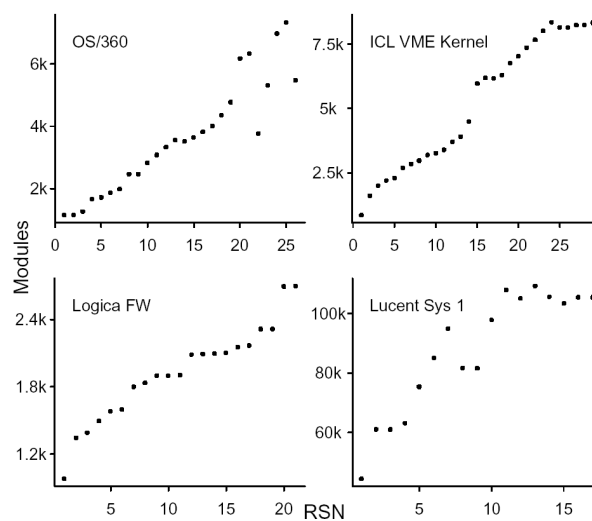 OS/360
6k
4k
2k
0 5 10 15 20 25
ICL VME Kernel
7.5k
5k
2.5k
0 5 10 15 20 25
Modules
Logica FW
2.4k
1.8k
1.2k
5 10 15 20
Lucent Sys 1
100k
80k
60k
5 10 15
RSN